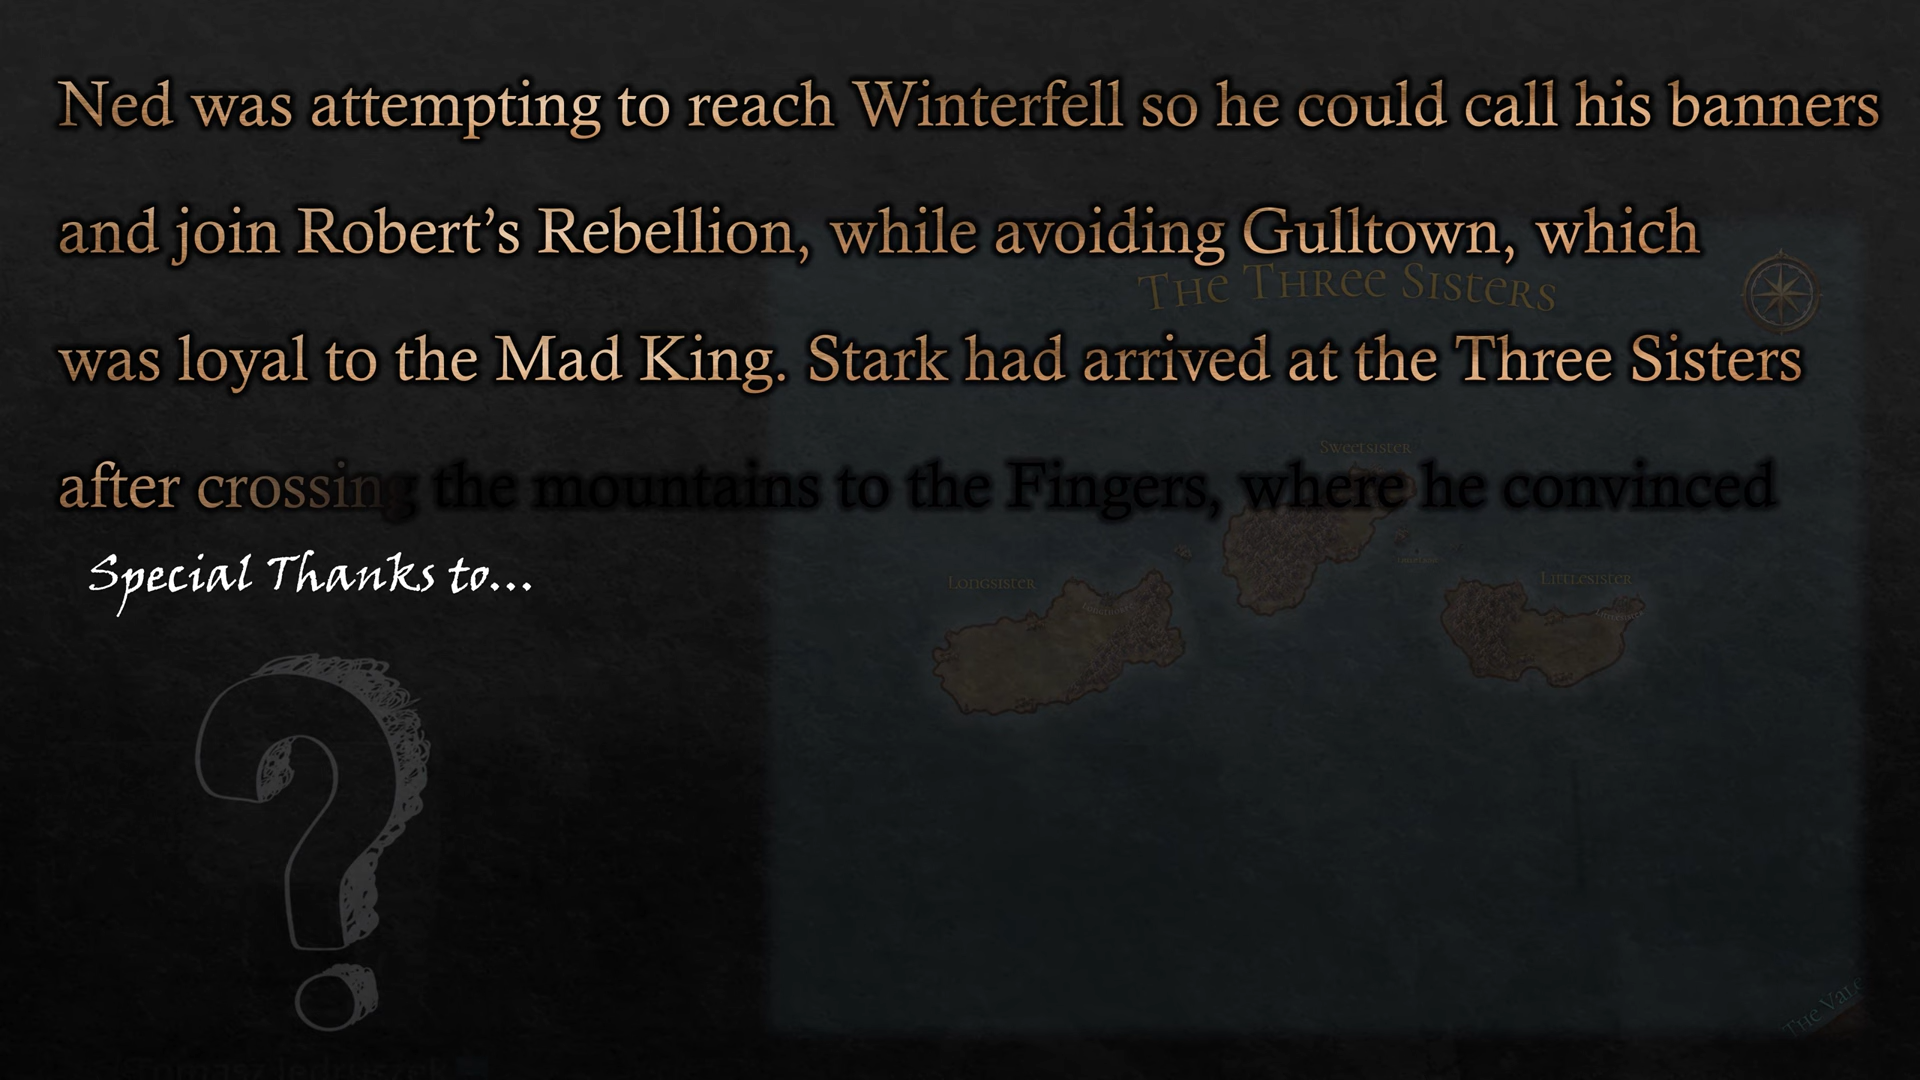 Ned was attempting to reach Winterfell so he could call his banners
and join Robert’s Rebellion, while avoiding Gulltown, which
The Three Sisters
was loyal to the Mad King. Stark had arrived at the Three Sisters
Sweetsister
after crossing the mountains to the Fingers, where he convinced
Special Thanks to...
Longsister
Littlesister
The Vale